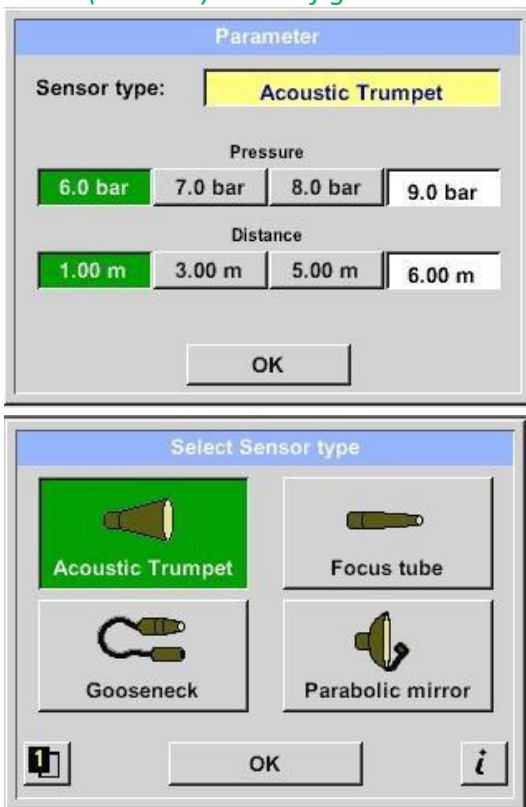 Parameter
Sensor type: Acoustic Trumpet
Pressure
6.0 bar 7.0 bar 8.0 bar 9.0 bar
Distance
1.00 m 3.00 m 5.00 m 6.00 m
OK
Select Sensor type
Acoustic Trumpet Focus tube
Gooseneck Parabolic mirror
1 OK i